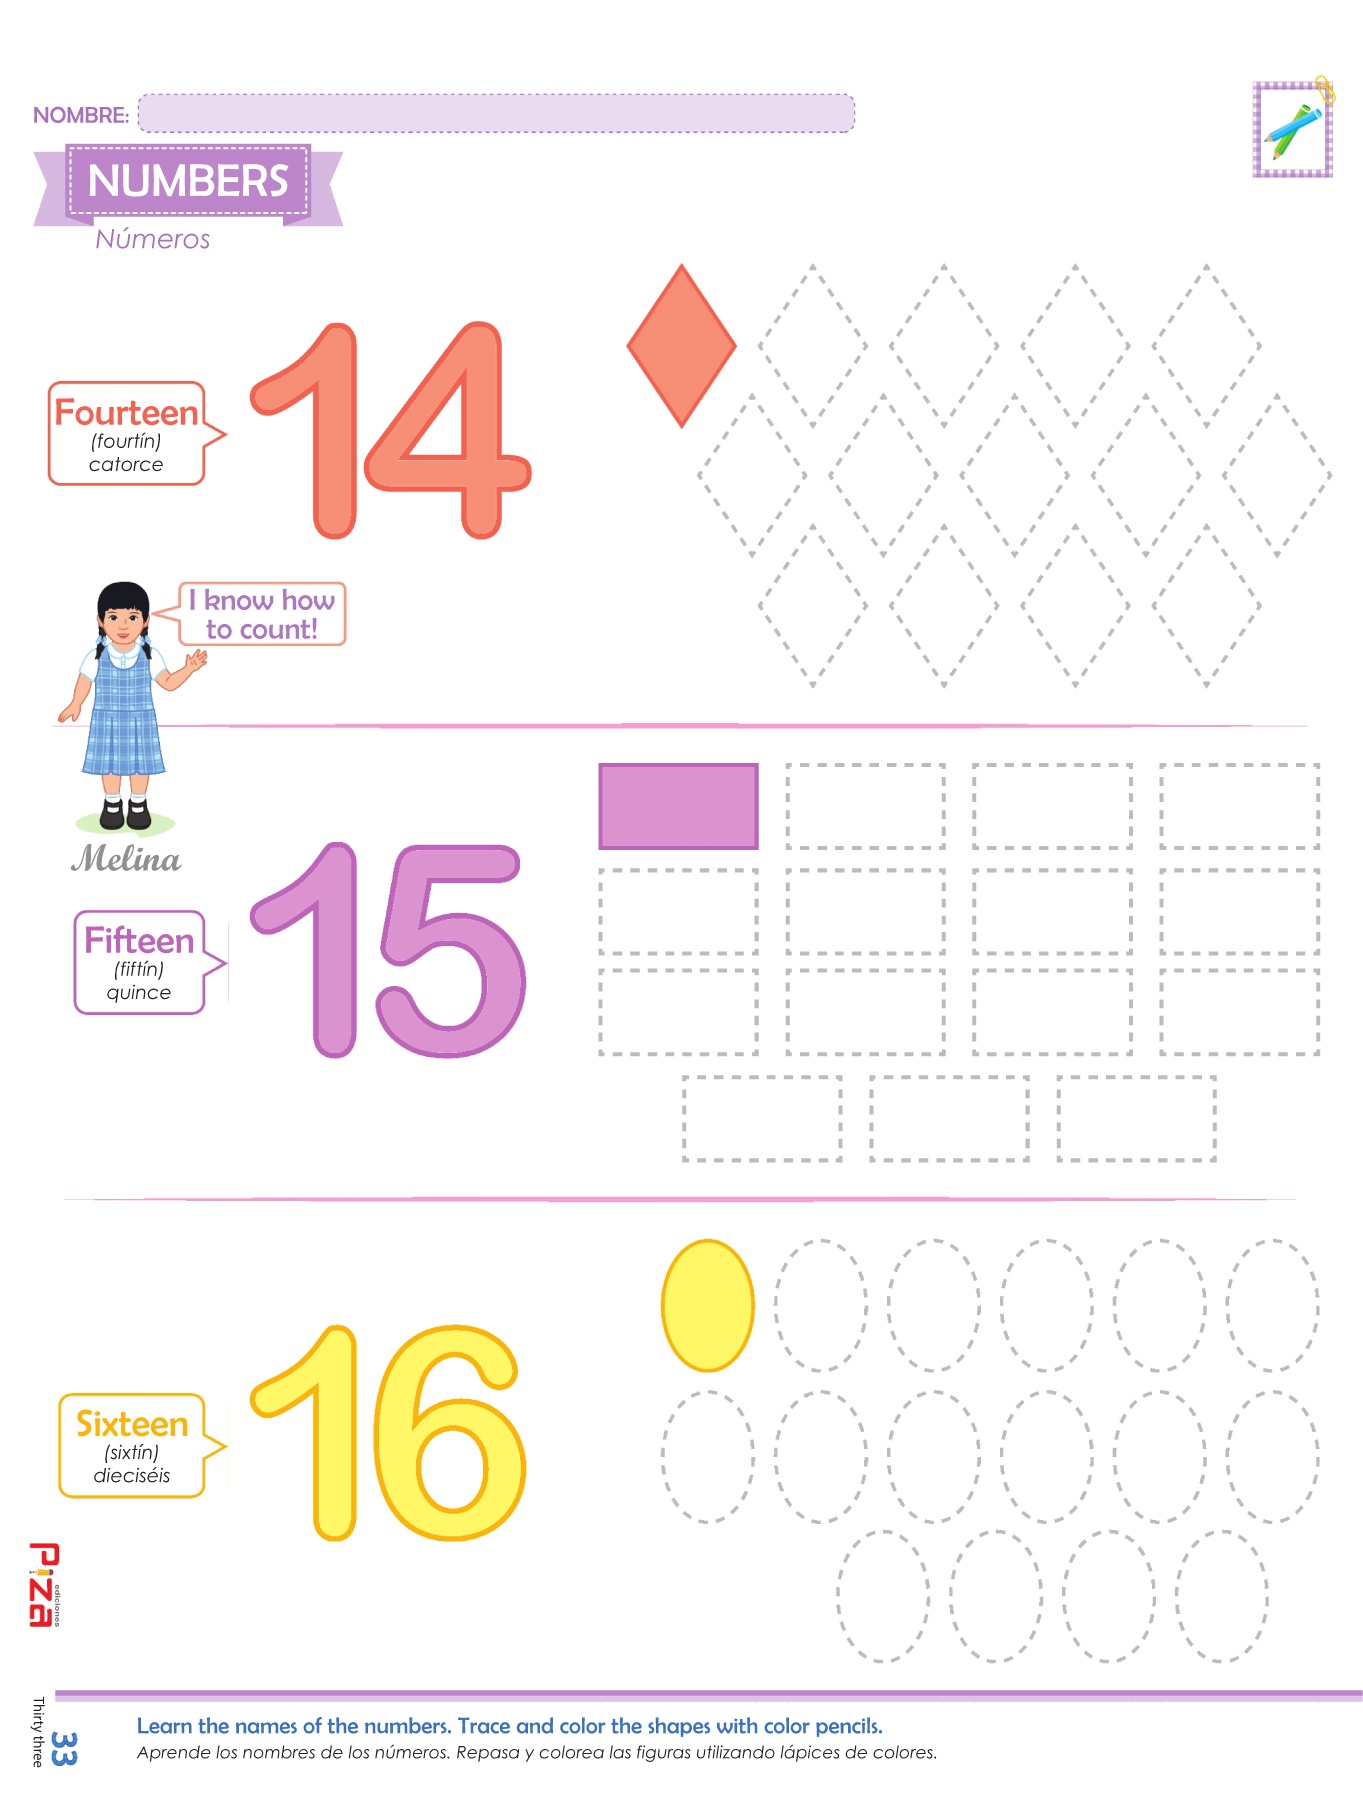 NOMBRE:
NUMBERS
Números
14
Fourteen
(fourtín)
catorce
I know how
to count!
Melina
15
Fifteen
(fiftín)
quince
16
Sixteen
(sixtín)
dieciséis
Piza
ediciones
Thirty three
33
Learn the names of the numbers. Trace and color the shapes with color pencils.
Aprende los nombres de los números. Repasa y colorea las figuras utilizando lápices de colores.